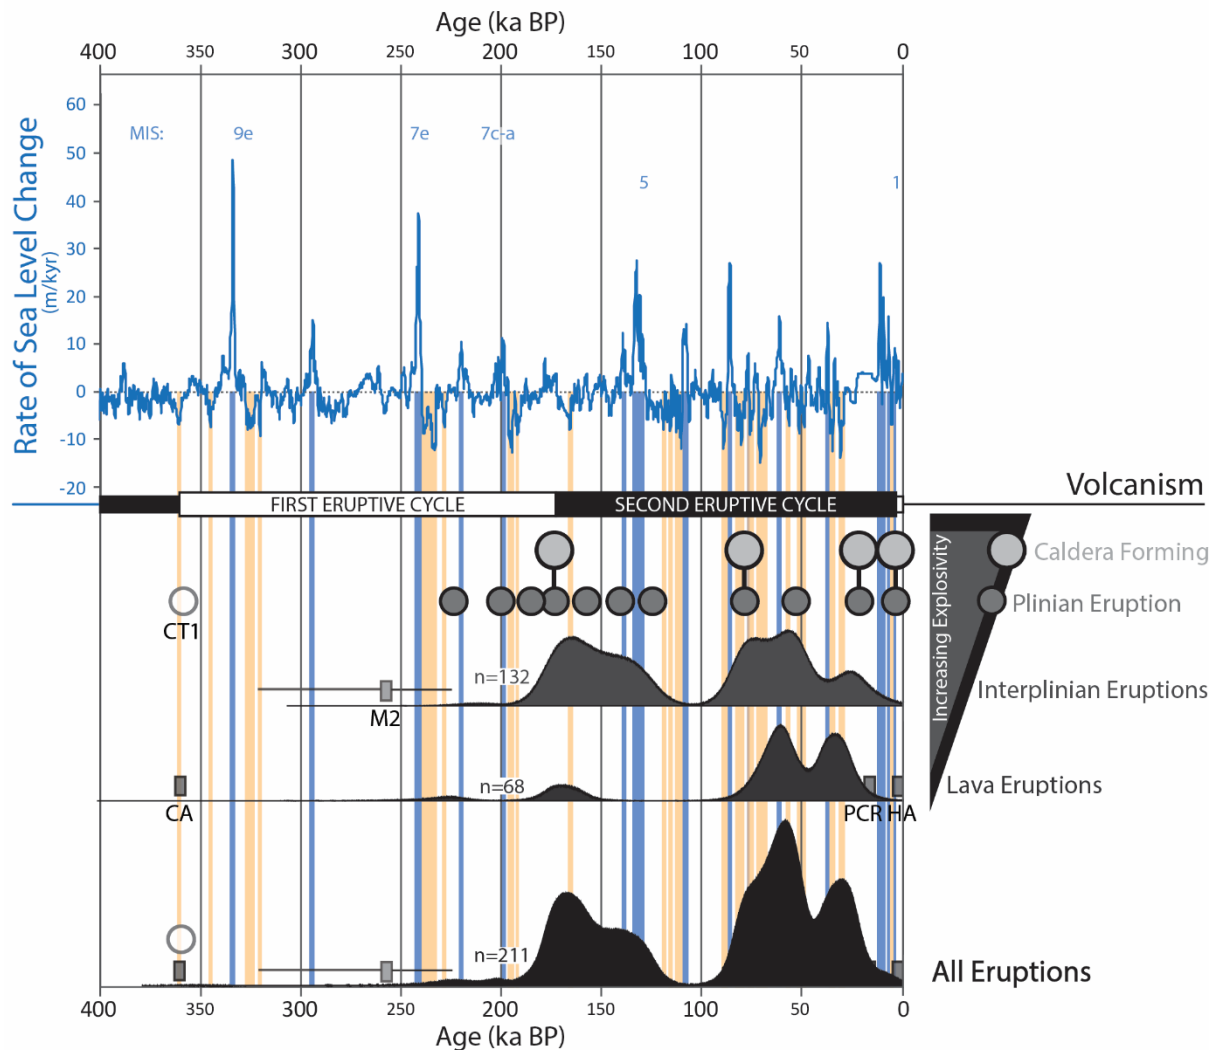 Age (ka BP)
400 350 300 250 200 150 100 50 0
Rate of Sea Level Change
(m/kyr)
60
50
40
30
20
10
0
-10
-20
MIS: 9e 7e 7c-a
5 1
Volcanism
FIRST ERUPTIVE CYCLE SECOND ERUPTIVE CYCLE
Increasing Explosivity
Caldera Forming
Plinian Eruption
CT1
n=132
Interplinian Eruptions
M2
n=68
Lava Eruptions
CA PCR HA
n=211
All Eruptions
400 350 300 250 200 150 100 50 0
Age (ka BP)